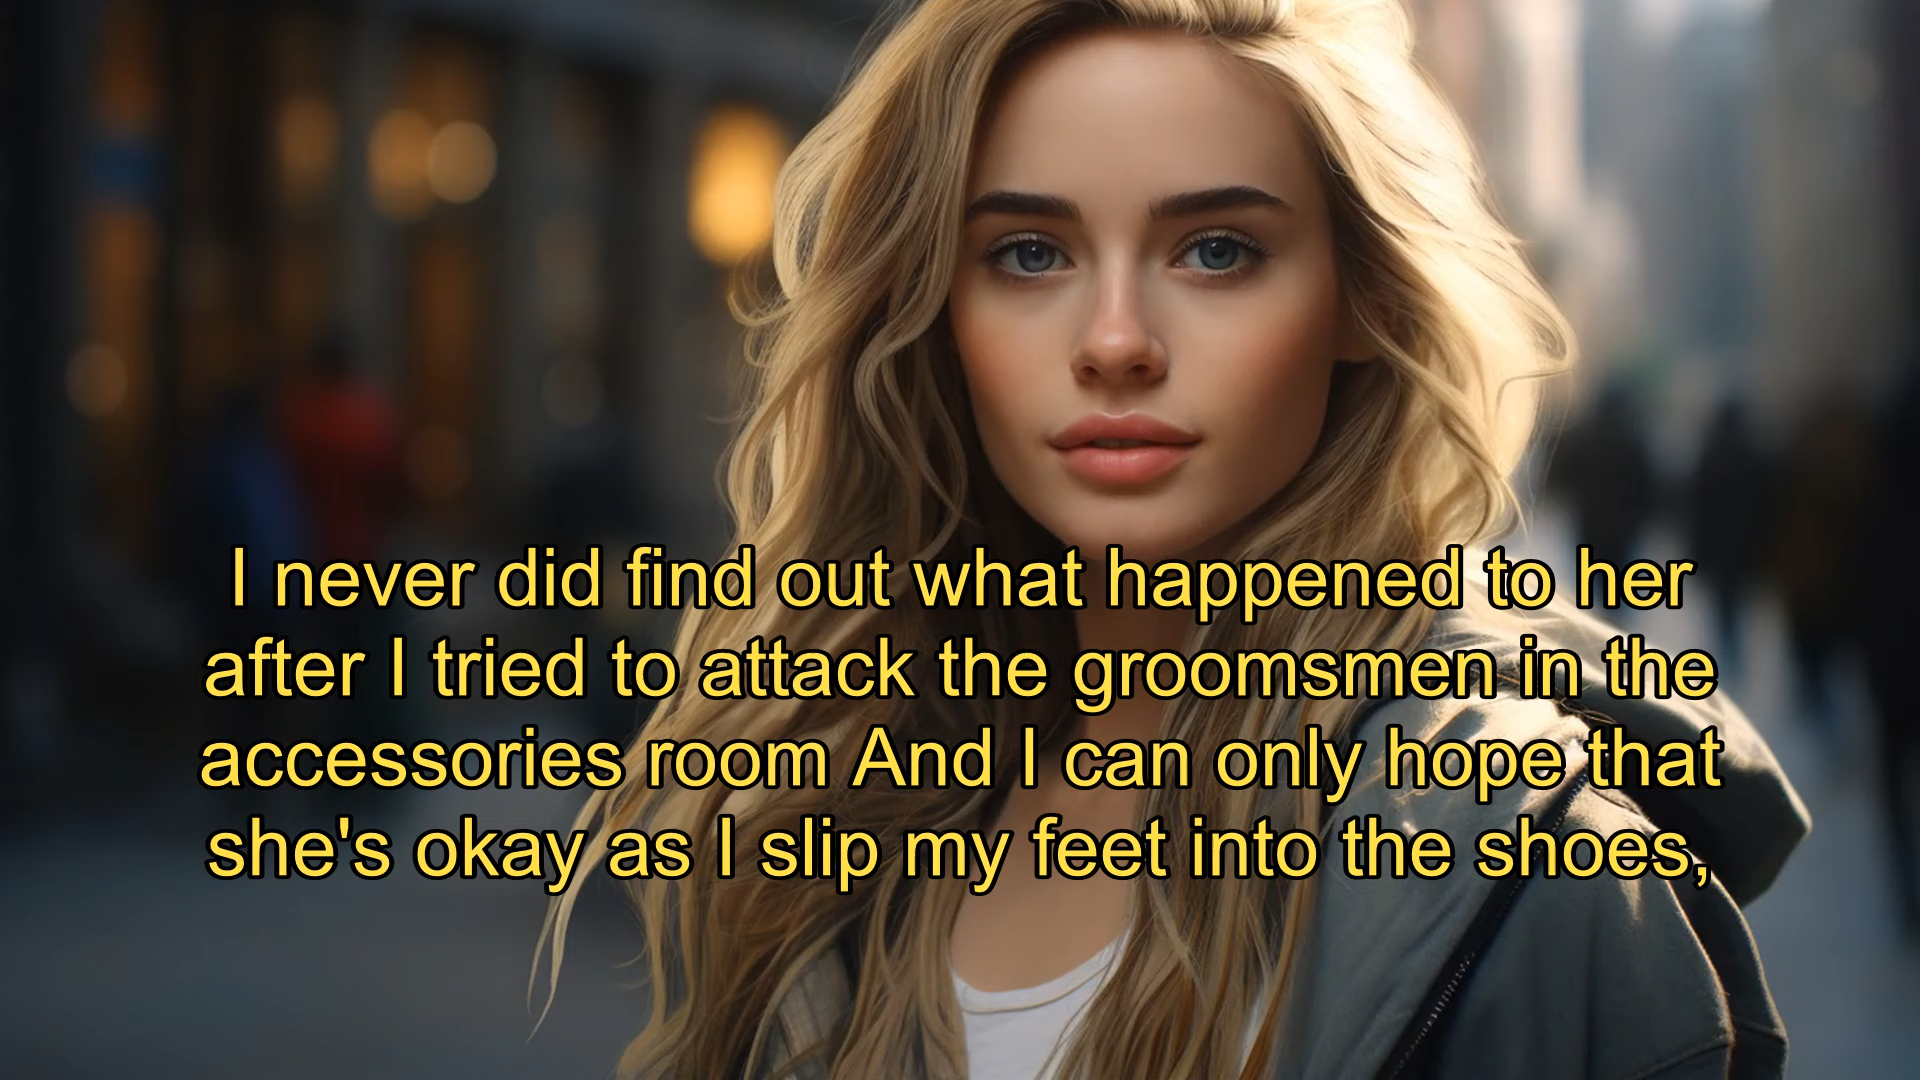 I never did find out what happened to her
after I tried to attack the groomsmen in the
accessories room And I can only hope that
she's okay as I slip my feet into the shoes,